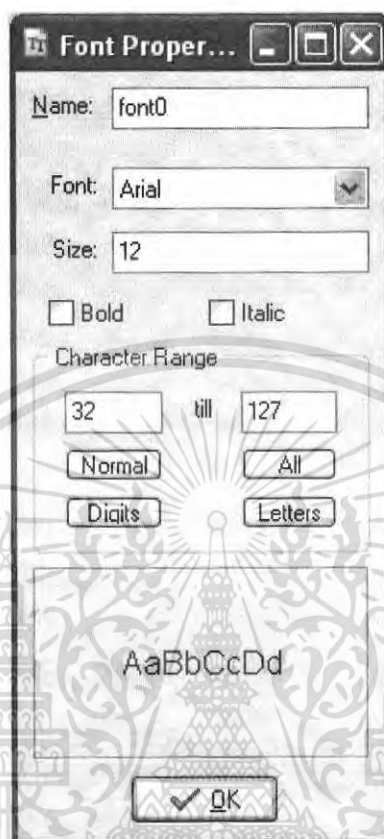 Font Proper...
Name: font0
Font: Arial
Size: 12
Bold Italic
Character Range
32 till 127
Normal All
Digits Letters
AaBbCcDd
OK